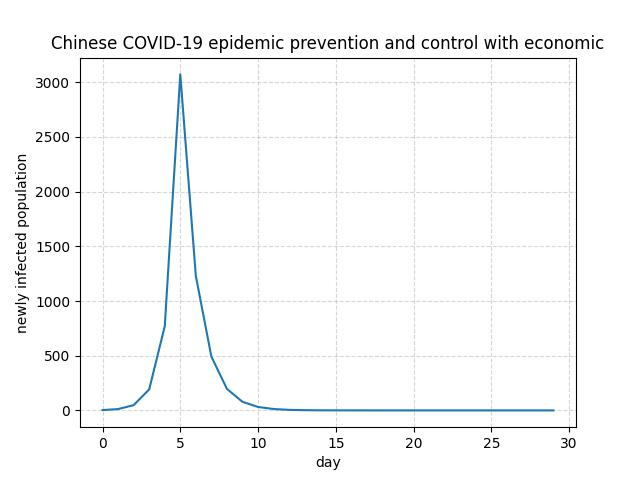 Chinese COVID-19 epidemic prevention and control with economic
newly infected population
3000
2500
2000
1500
1000
500
0
0 5 10 15 20 25 30
day